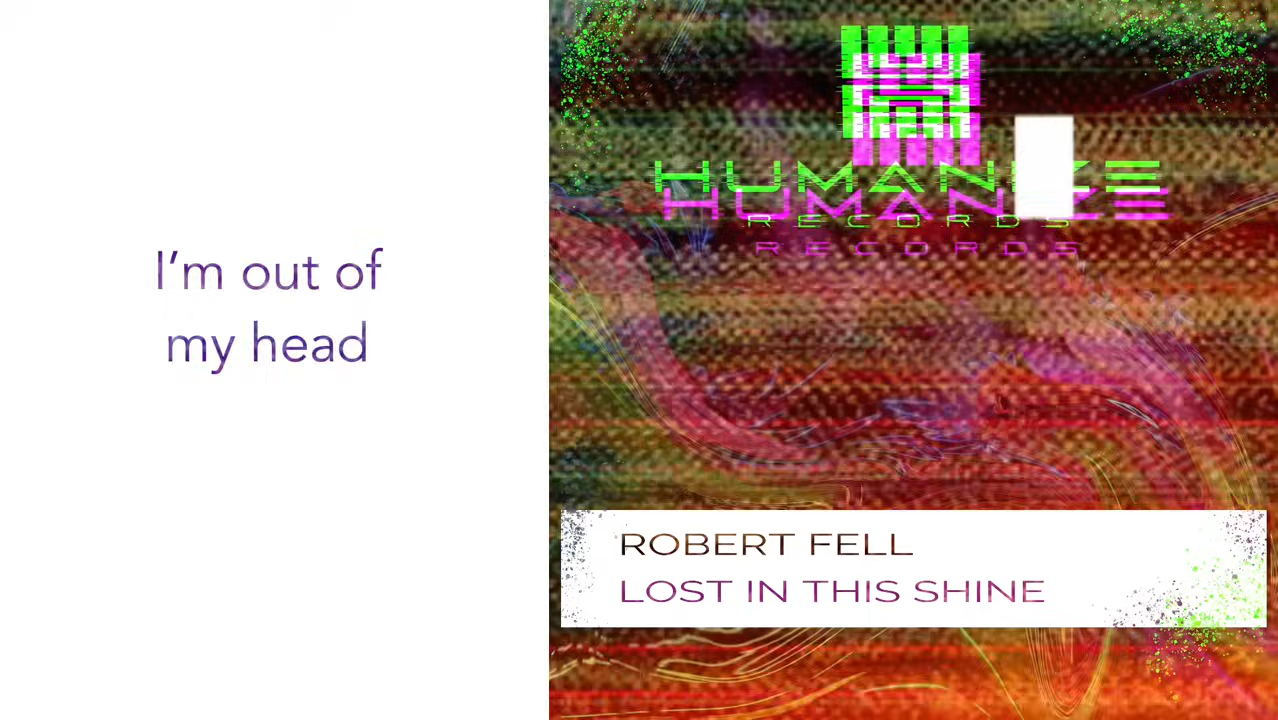 I'm out of
my head
HUMANIZE
RECORDS
ROBERT FELL
LOST IN THIS SHINE